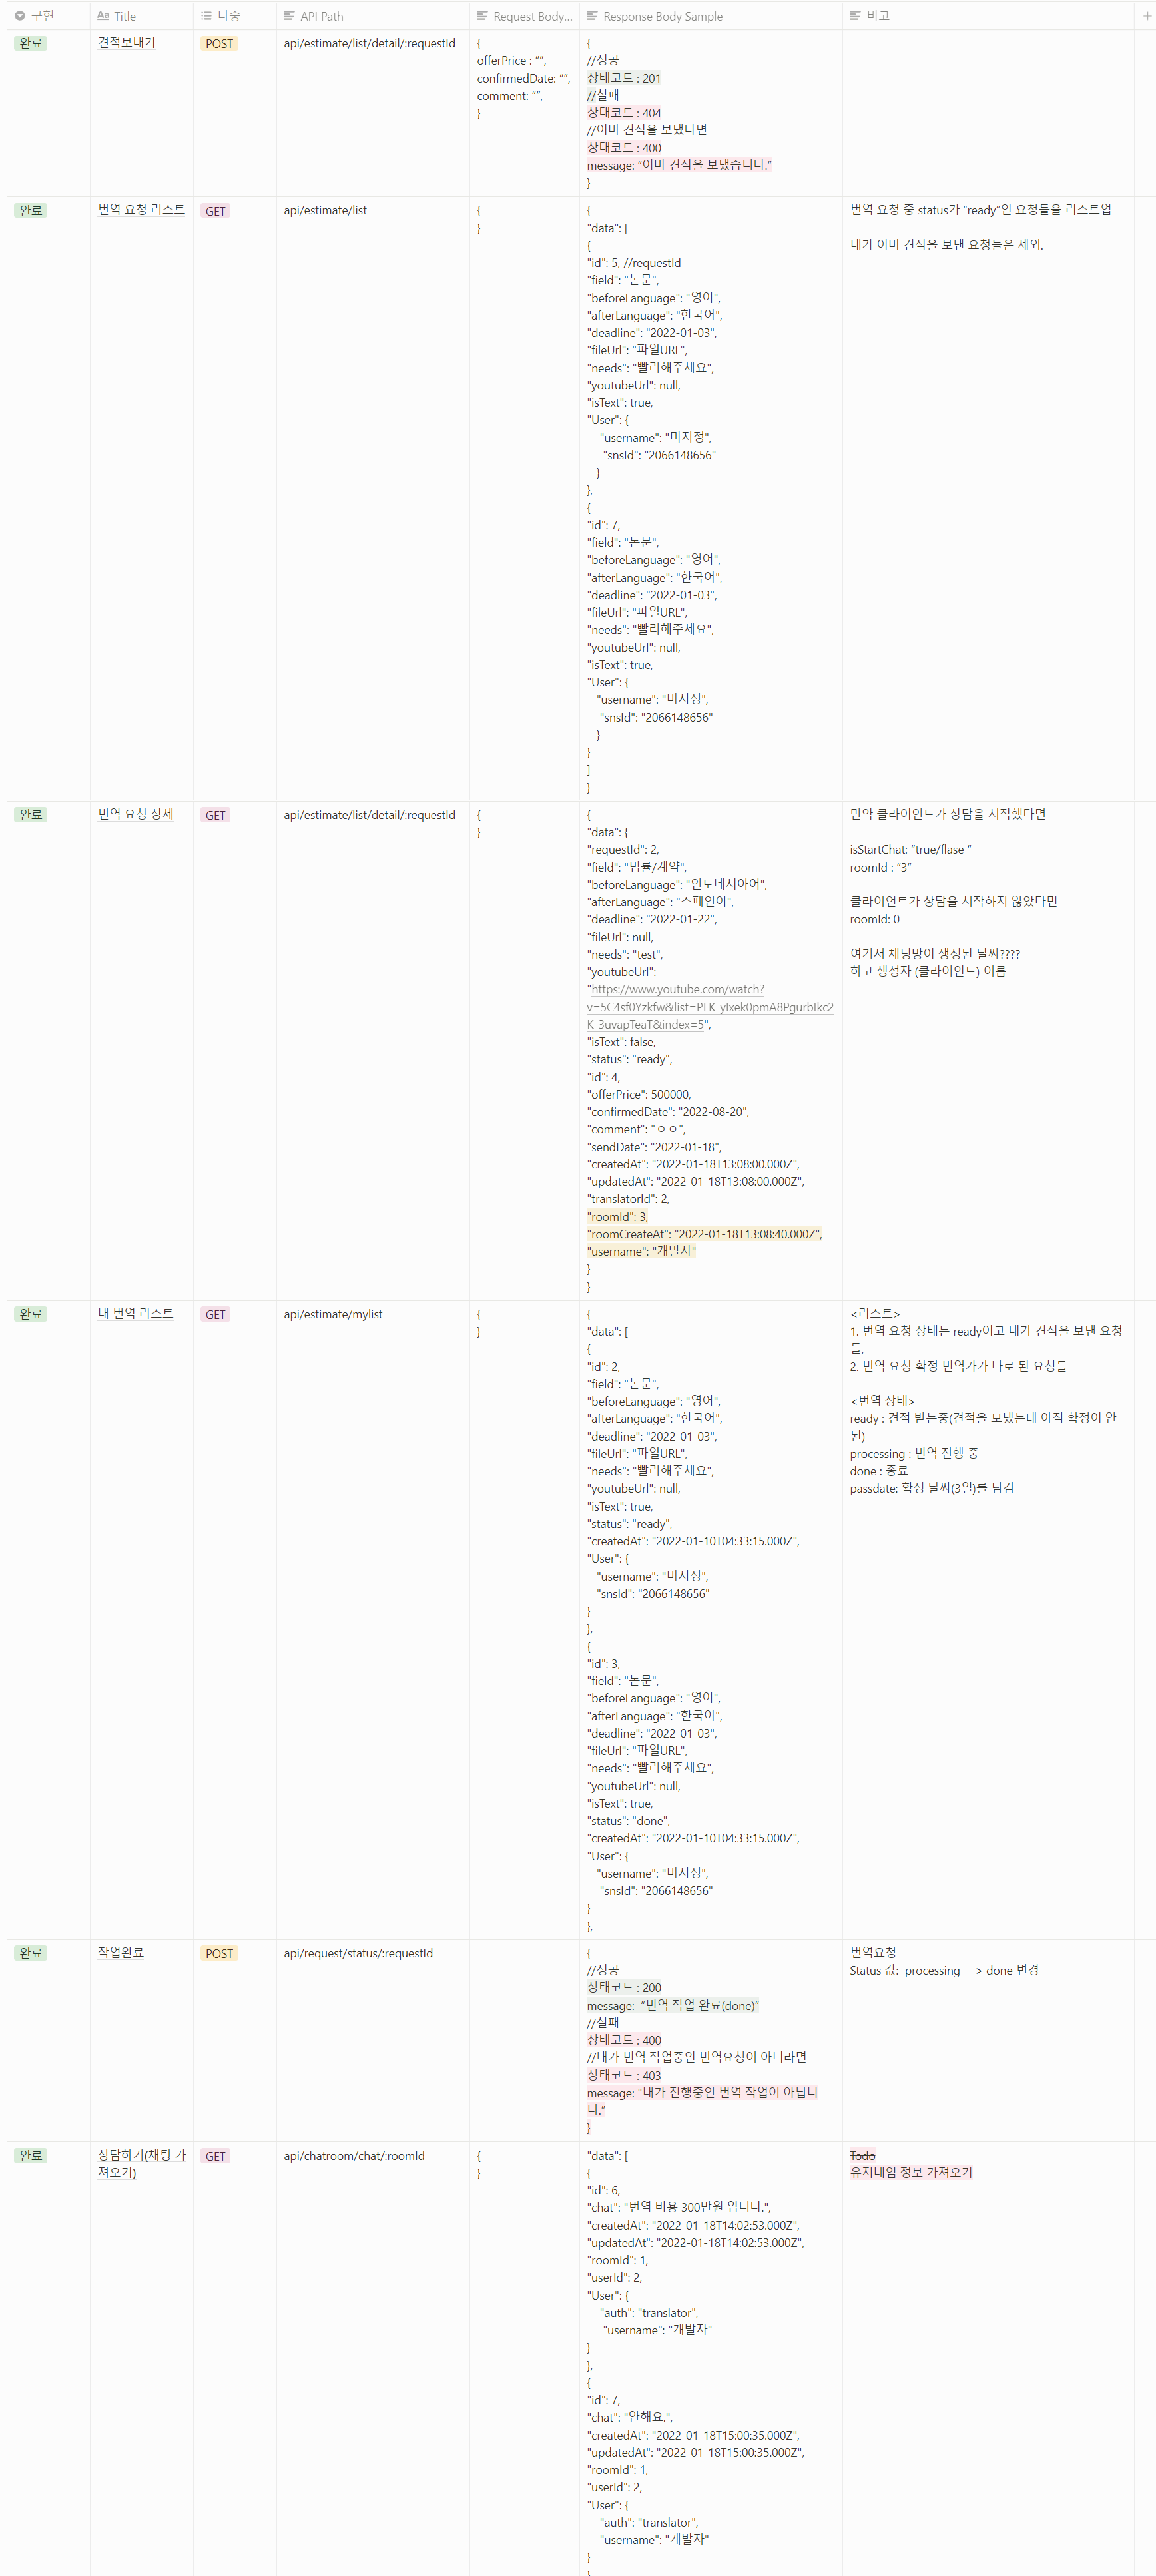 구현
Aa Title
다중
API Path
Request Body...
Response Body Sample
비고-
완료
견적보내기
POST
api/estimate/list/detail/:requestId
{
offerPrice : “”,
confirmedDate: “”,
comment: “”,
}
{
//성공
상태코드 : 201
//실패
상태코드 : 404
//이미 견적을 보냈다면
상태코드 : 400
message: “이미 견적을 보냈습니다.”
}
완료
번역 요청 리스트
GET
api/estimate/list
{
}
{
"data": [
{
"id": 5, //requestId
"field": "논문",
"beforeLanguage": "영어",
"afterLanguage": "한국어",
"deadline": "2022-01-03",
"fileUrl": "파일URL",
"needs": "빨리해주세요",
"youtubeUrl": null,
"isText": true,
"User": {
"username": "미지정",
"snsId": "2066148656"
}
},
{
"id": 7,
"field": "논문",
"beforeLanguage": "영어",
"afterLanguage": "한국어",
"deadline": "2022-01-03",
"fileUrl": "파일URL",
"needs": "빨리해주세요",
"youtubeUrl": null,
"isText": true,
"User": {
"username": "미지정",
"snsId": "2066148656"
}
}
]
}
번역 요청 중 status가 “ready”인 요청들을 리스트업
내가 이미 견적을 보낸 요청들은 제외.
완료
번역 요청 상세
GET
api/estimate/list/detail/:requestId
{
}
{
"data": {
"requestId": 2,
"field": "법률/계약",
"beforeLanguage": "인도네시아어",
"afterLanguage": "스페인어",
"deadline": "2022-01-22",
"fileUrl": null,
"needs": "test",
"youtubeUrl":
"https://www.youtube.com/watch?
v=5C4sf0Yzkfw&list=PLK_yIxek0pmA8PgurbIkc2
K-3uvapTeaT&index=5",
"isText": false,
"status": "ready",
"id": 4,
"offerPrice": 500000,
"confirmedDate": "2022-08-20",
"comment": "ㅇㅇ",
"sendDate": "2022-01-18",
"createdAt": "2022-01-18T13:08:00.000Z",
"updatedAt": "2022-01-18T13:08:00.000Z",
"translatorId": 2,
"roomId": 3,
"roomCreateAt": "2022-01-18T13:08:40.000Z",
"username": "개발자"
}
}
만약 클라이언트가 상담을 시작했다면
isStartChat: “true/flase “
roomId : “3”
클라이언트가 상담을 시작하지 않았다면
roomId: 0
여기서 채팅방이 생성된 날짜????
하고 생성자 (클라이언트) 이름
완료
내 번역 리스트
GET
api/estimate/mylist
{
}
{
"data": [
{
"id": 2,
"field": "논문",
"beforeLanguage": "영어",
"afterLanguage": "한국어",
"deadline": "2022-01-03",
"fileUrl": "파일URL",
"needs": "빨리해주세요",
"youtubeUrl": null,
"isText": true,
"status": "ready",
"createdAt": "2022-01-10T04:33:15.000Z",
"User": {
"username": "미지정",
"snsId": "2066148656"
}
},
{
"id": 3,
"field": "논문",
"beforeLanguage": "영어",
"afterLanguage": "한국어",
"deadline": "2022-01-03",
"fileUrl": "파일URL",
"needs": "빨리해주세요",
"youtubeUrl": null,
"isText": true,
"status": "done",
"createdAt": "2022-01-10T04:33:15.000Z",
"User": {
"username": "미지정",
"snsId": "2066148656"
}
},
<리스트>
1. 번역 요청 상태는 ready이고 내가 견적을 보낸 요청
들,
2. 번역 요청 확정 번역가가 나로 된 요청들
<번역 상태>
ready : 견적 받는중(견적을 보냈는데 아직 확정이 안
된)
processing : 번역 진행 중
done : 종료
passdate: 확정 날짜(3일)를 넘김
완료
작업완료
POST
api/request/status/:requestId
{
//성공
상태코드 : 200
message: “번역 작업 완료(done)”
//실패
상태코드 : 400
//내가 번역 작업중인 번역요청이 아니라면
상태코드 : 403
message: "내가 진행중인 번역 작업이 아닙니
다.”
}
번역요청
Status 값: processing —> done 변경
완료
상담하기(채팅 가
져오기)
GET
api/chatroom/chat/:roomId
{
}
"data": [
{
"id": 6,
"chat": "번역 비용 300만원 입니다.",
"createdAt": "2022-01-18T14:02:53.000Z",
"updatedAt": "2022-01-18T14:02:53.000Z",
"roomId": 1,
"userId": 2,
"User": {
"auth": "translator",
"username": "개발자"
}
},
{
"id": 7,
"chat": "안해요.",
"createdAt": "2022-01-18T15:00:35.000Z",
"updatedAt": "2022-01-18T15:00:35.000Z",
"roomId": 1,
"userId": 2,
"User": {
"auth": "translator",
"username": "개발자"
}
Todo
유저네임 정보 가져오기